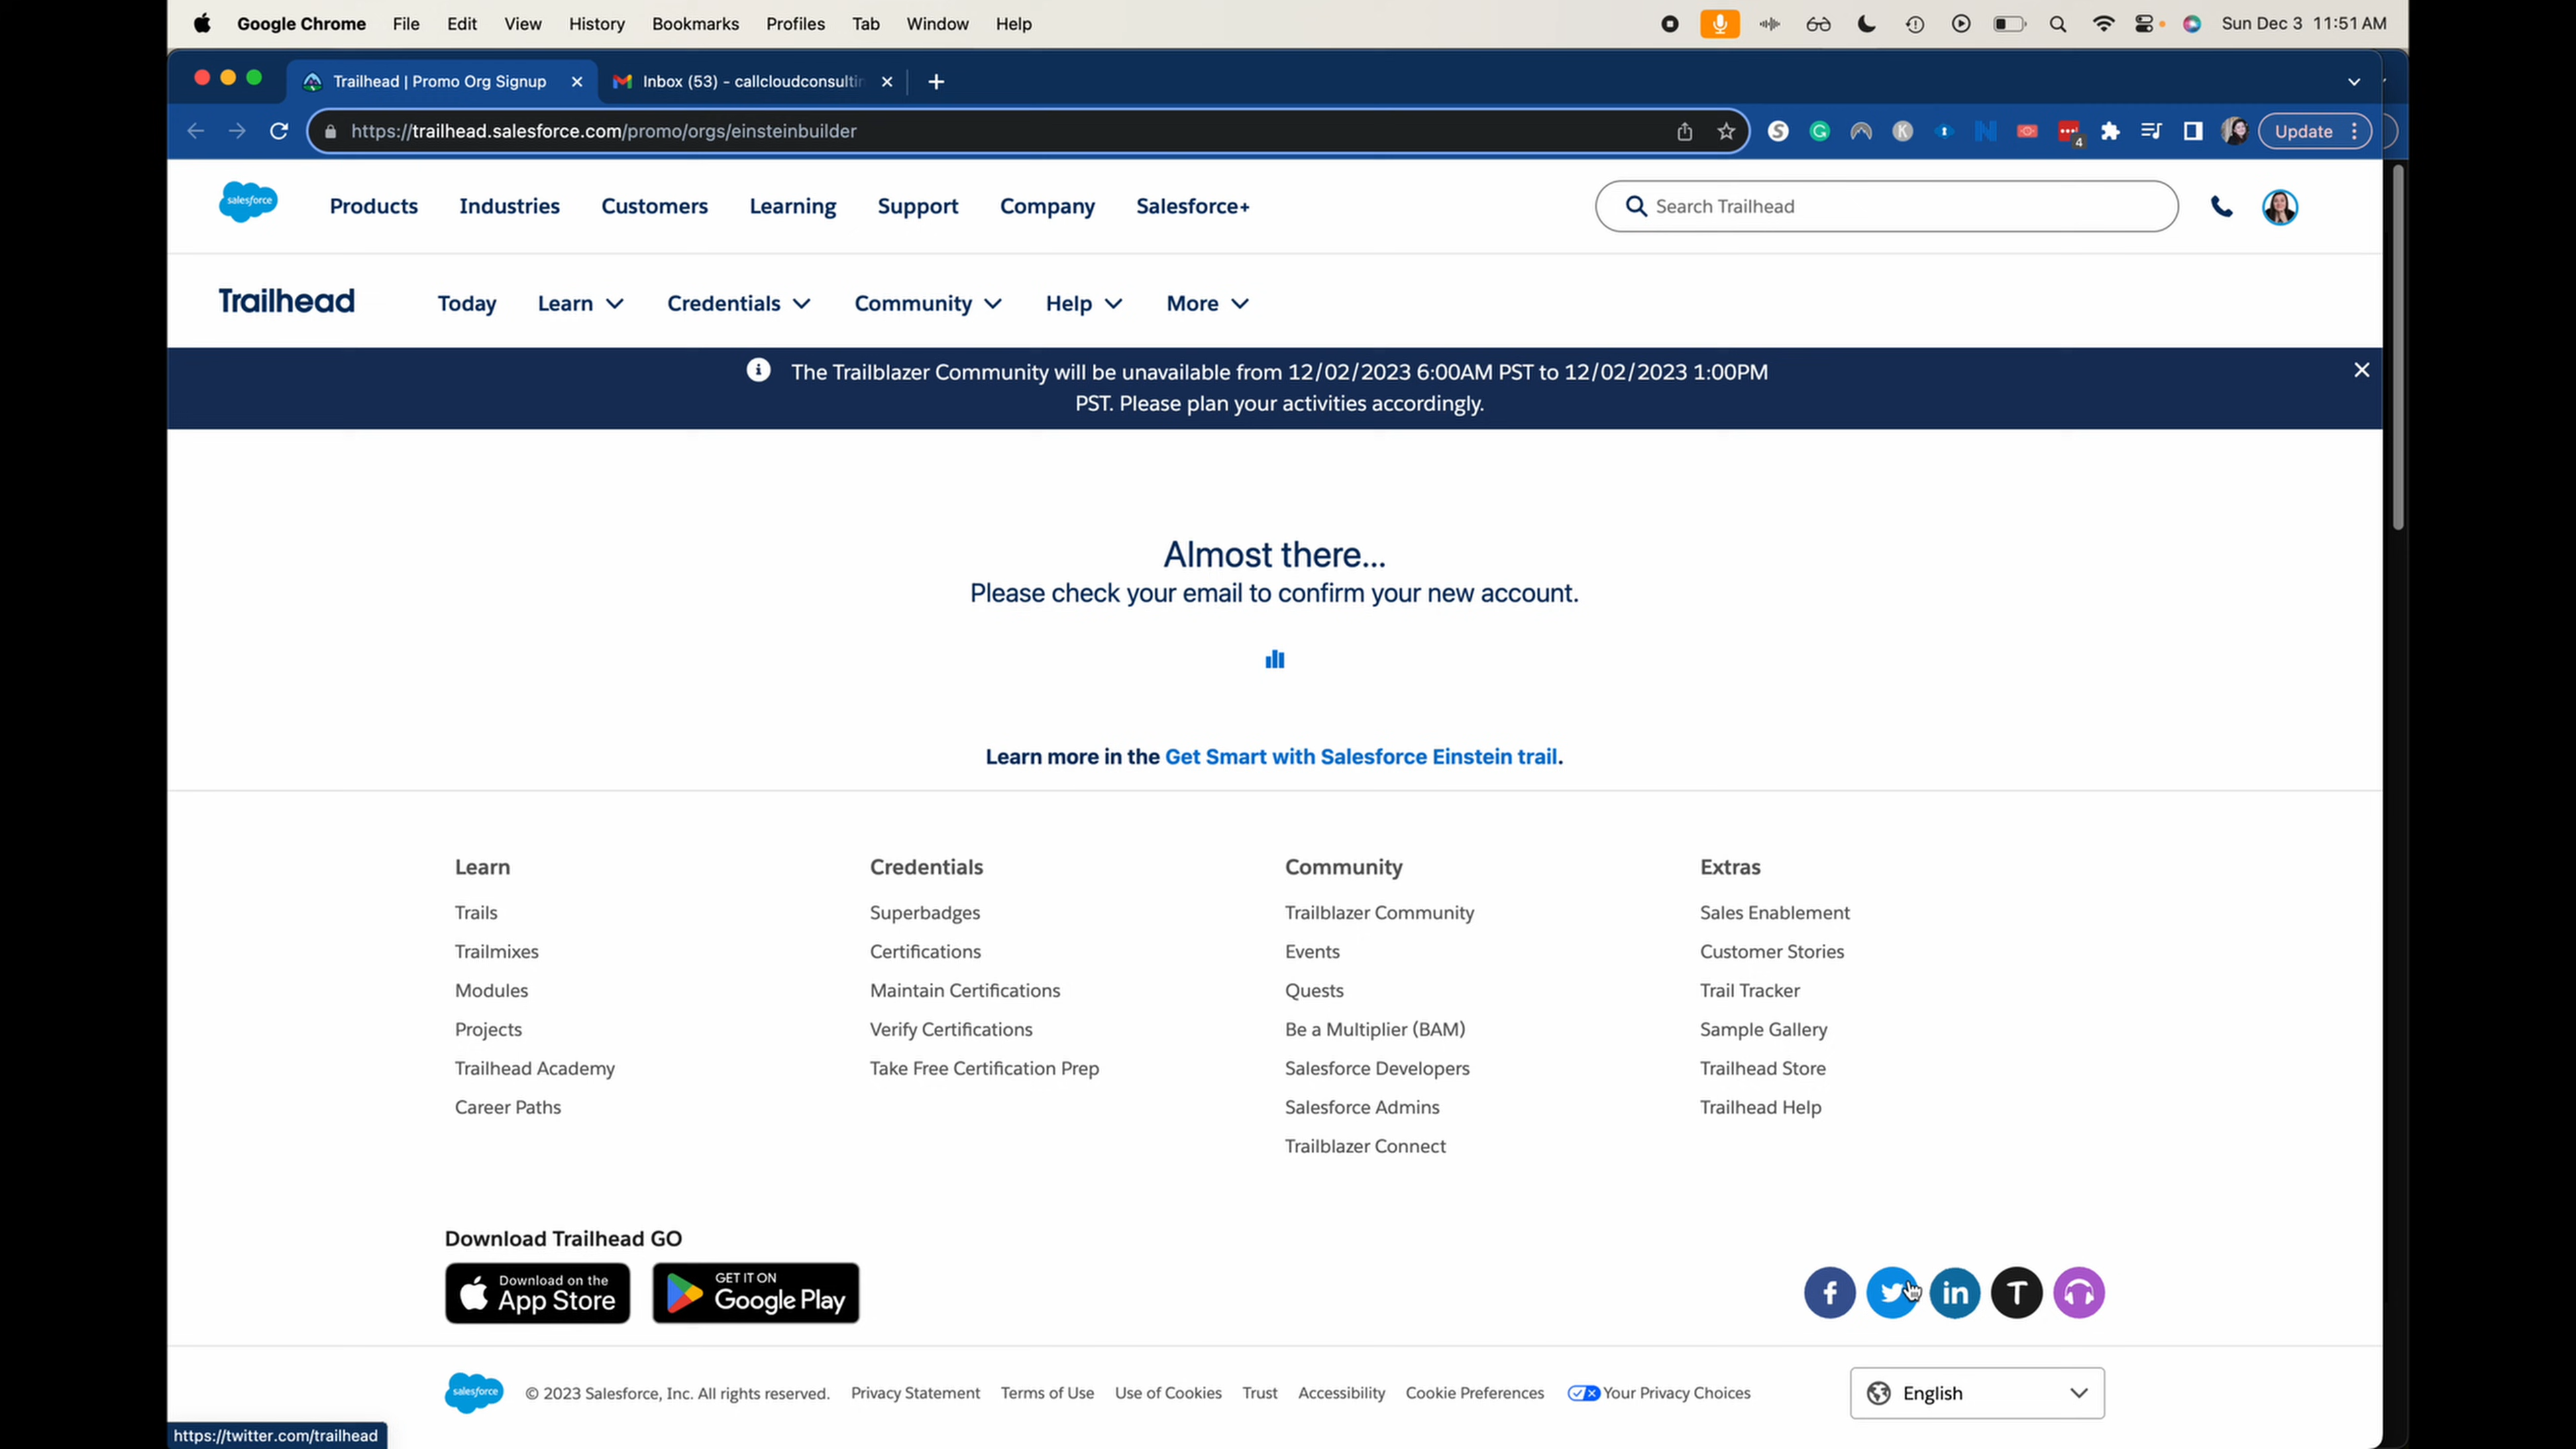 Google Chrome File Edit View History Bookmarks Profiles Tab Window Help Sun Dec 3 11:51 AM
Trailhead | Promo Org Signup Inbox (53) - callcloudconsultin
https://trailhead.salesforce.com/promo/orgs/einsteinbuilder S G K N 4 Update
salesforce Products Industries Customers Learning Support Company Salesforce+ Search Trailhead
Trailhead Today Learn Credentials Community Help More
The Trailblazer Community will be unavailable from 12/02/2023 6:00AM PST to 12/02/2023 1:00PM
PST. Please plan your activities accordingly.
Almost there...
Please check your email to confirm your new account.
Learn more in the Get Smart with Salesforce Einstein trail.
Learn Credentials Community Extras
Trails Superbadges Trailblazer Community Sales Enablement
Trailmixes Certifications Events Customer Stories
Modules Maintain Certifications Quests Trail Tracker
Projects Verify Certifications Be a Multiplier (BAM) Sample Gallery
Trailhead Academy Take Free Certification Prep Salesforce Developers Trailhead Store
Career Paths Salesforce Admins Trailhead Help
Trailblazer Connect
Download Trailhead GO
Download on the App Store GET IT ON Google Play f in T
salesforce © 2023 Salesforce, Inc. All rights reserved. Privacy Statement Terms of Use Use of Cookies Trust Accessibility Cookie Preferences Your Privacy Choices English
https://twitter.com/trailhead